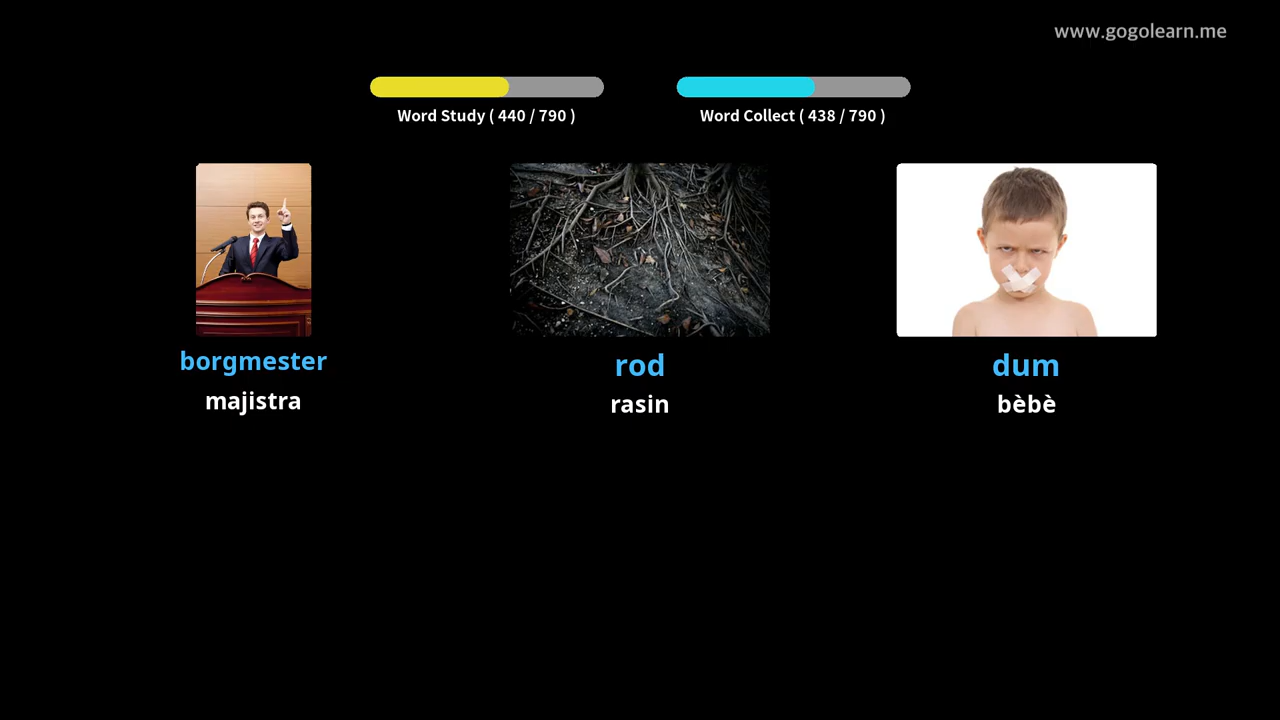 www.gogolearn.me
Word Study ( 440 / 790 )
Word Collect ( 438 / 790 )
borgmester
rod
dum
majistra
rasin
bèbè